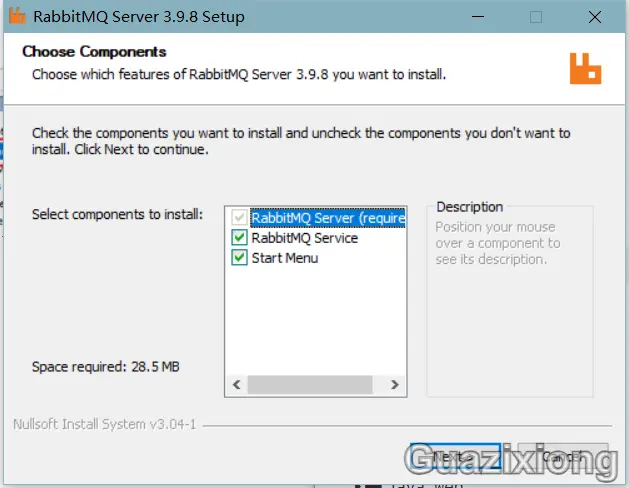 RabbitMQ Server 3.9.8 Setup
Choose Components
Choose which features of RabbitMQ Server 3.9.8 you want to install.
Check the components you want to install and uncheck the components you don't want to
install. Click Next to continue.
Select components to install:
RabbitMQ Server (require
RabbitMQ Service
Start Menu
Description
Position your mouse
over a component to
see its description.
Space required: 28.5 MB
Nullsoft Install System v3.04-1
Next >
Cancel
Guazixiong